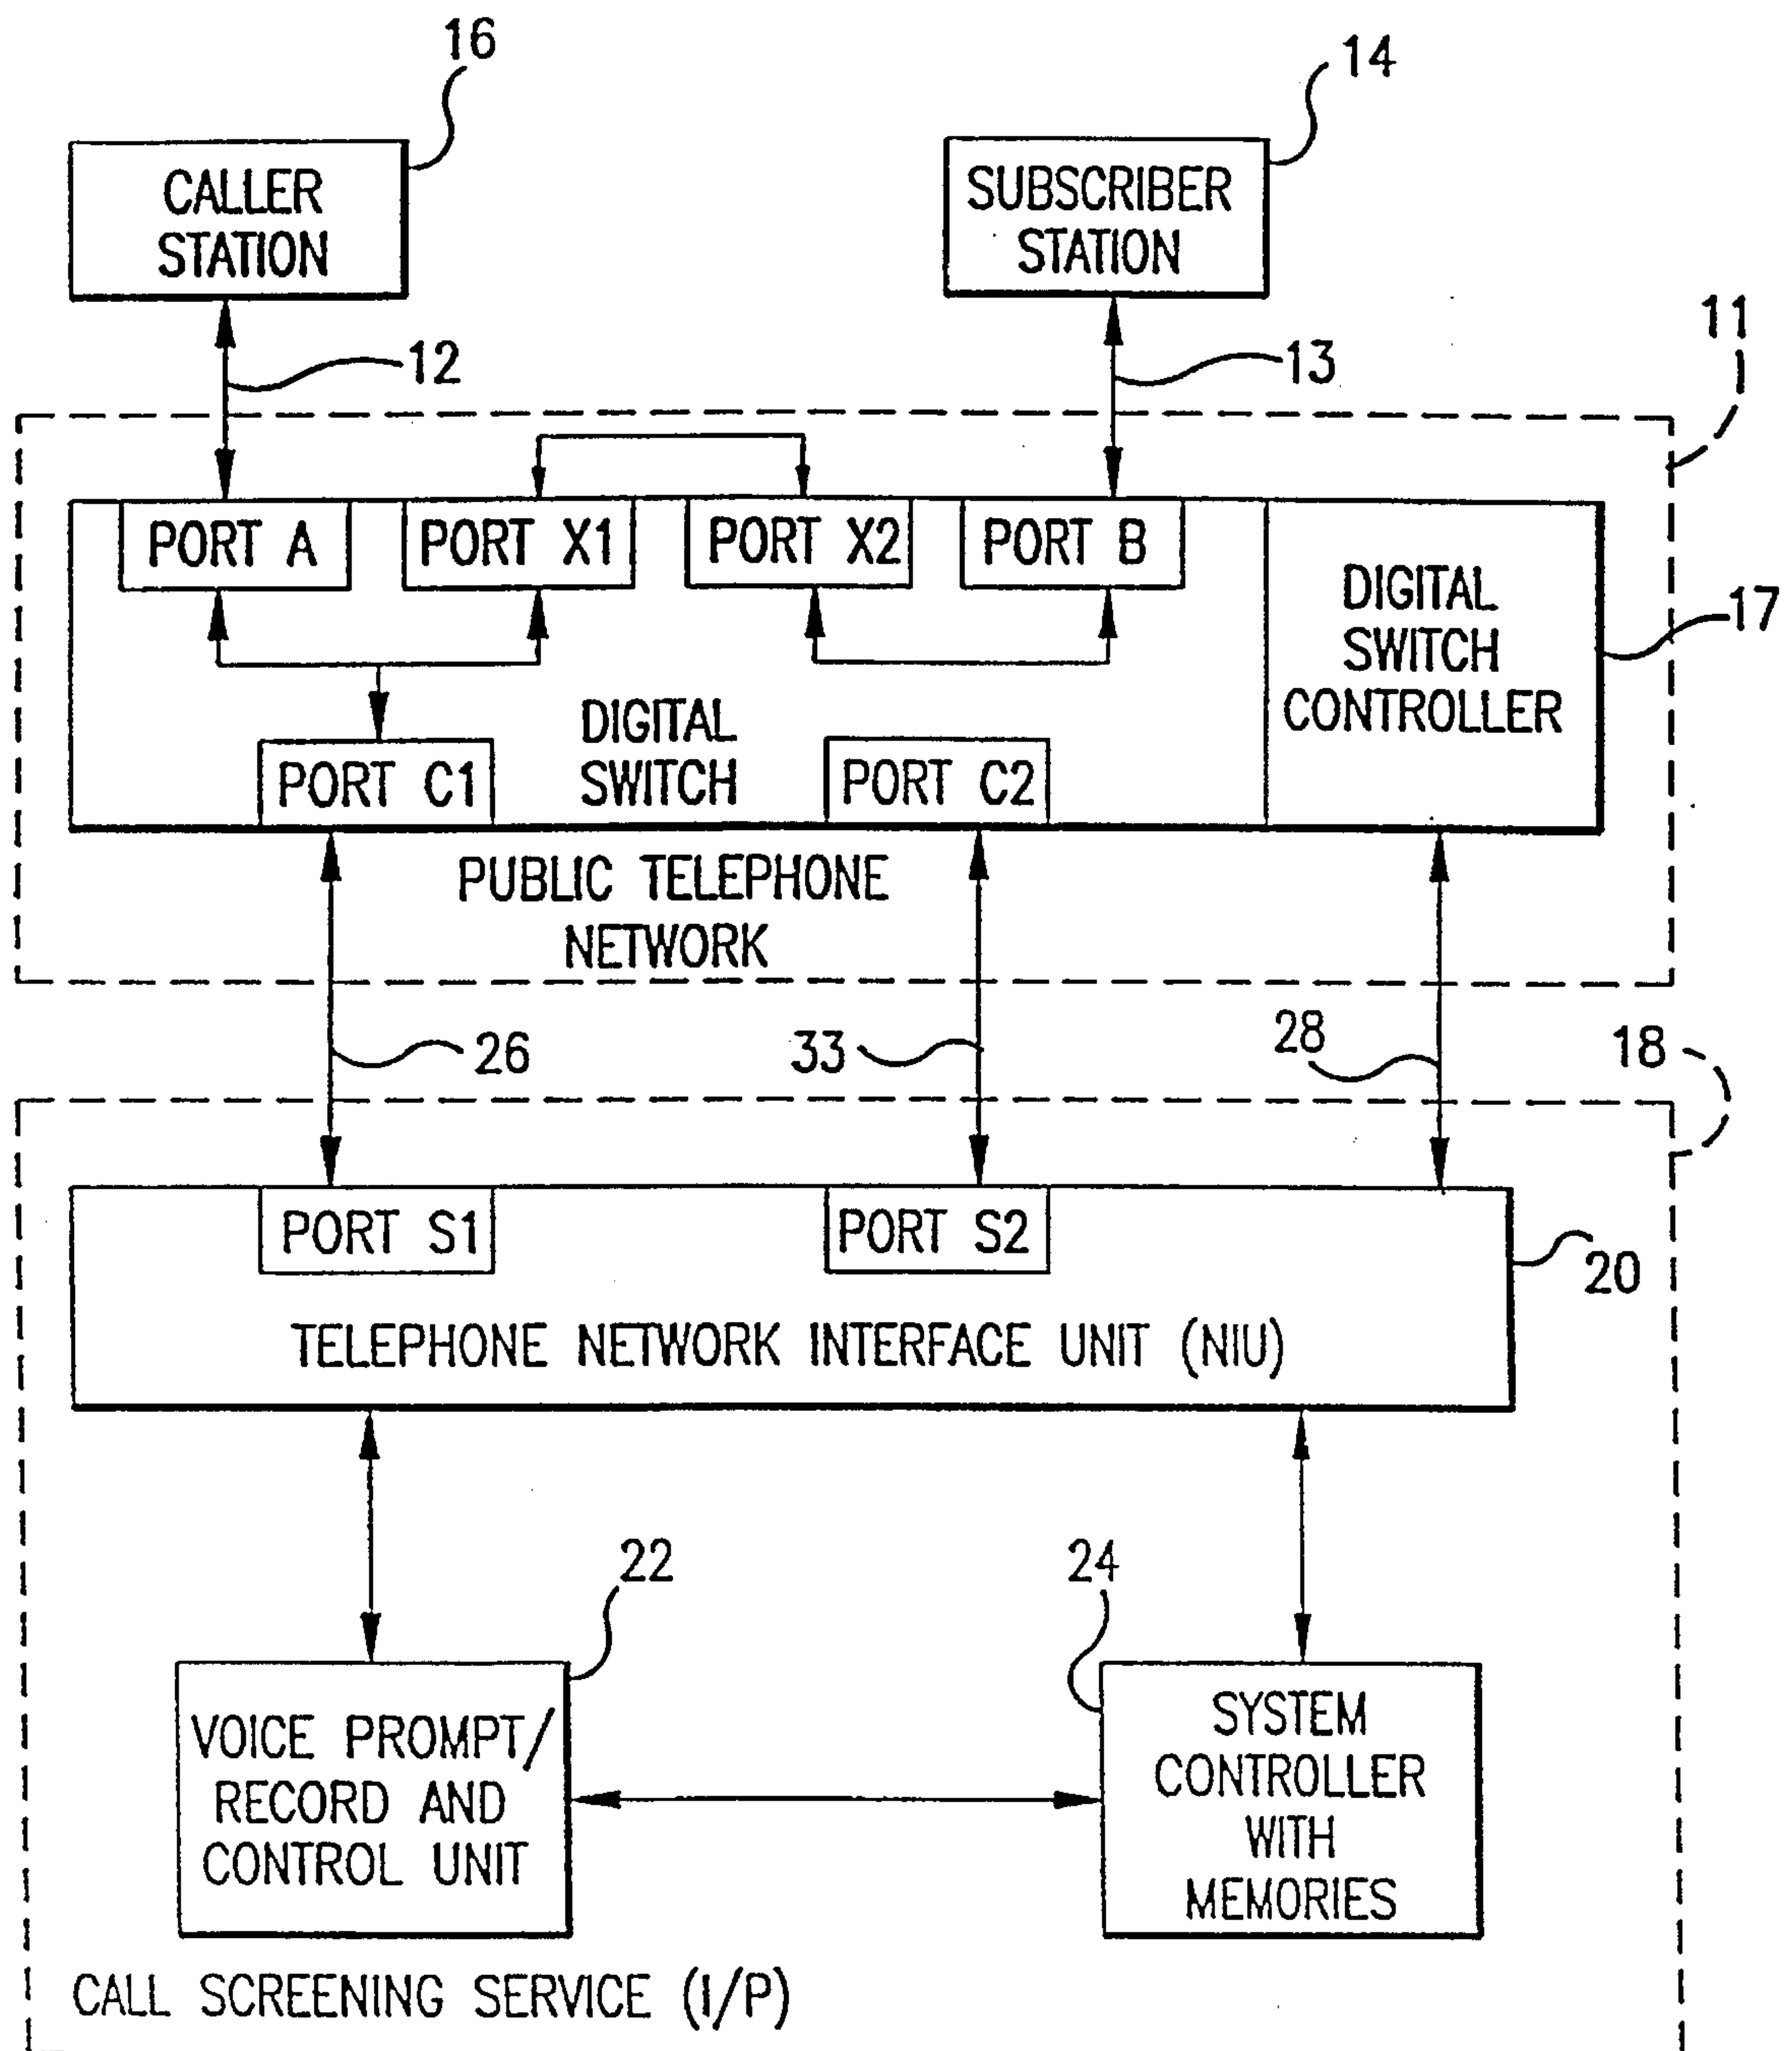 16
14
CALLER
STATION
SUBSCRIBER
STATION
11
12
13
PORT A
PORT X1
PORT X2
PORT B
DIGITAL
SWITCH
CONTROLLER
17
DIGITAL
SWITCH
PORT C1
PORT C2
PUBLIC TELEPHONE
NETWORK
26
33
28
18
PORT S1
PORT S2
20
TELEPHONE NETWORK INTERFACE UNIT (NIU)
22
24
VOICE PROMPT/
RECORD AND
CONTROL UNIT
SYSTEM
CONTROLLER
WITH
MEMORIES
CALL SCREENING SERVICE (I/P)